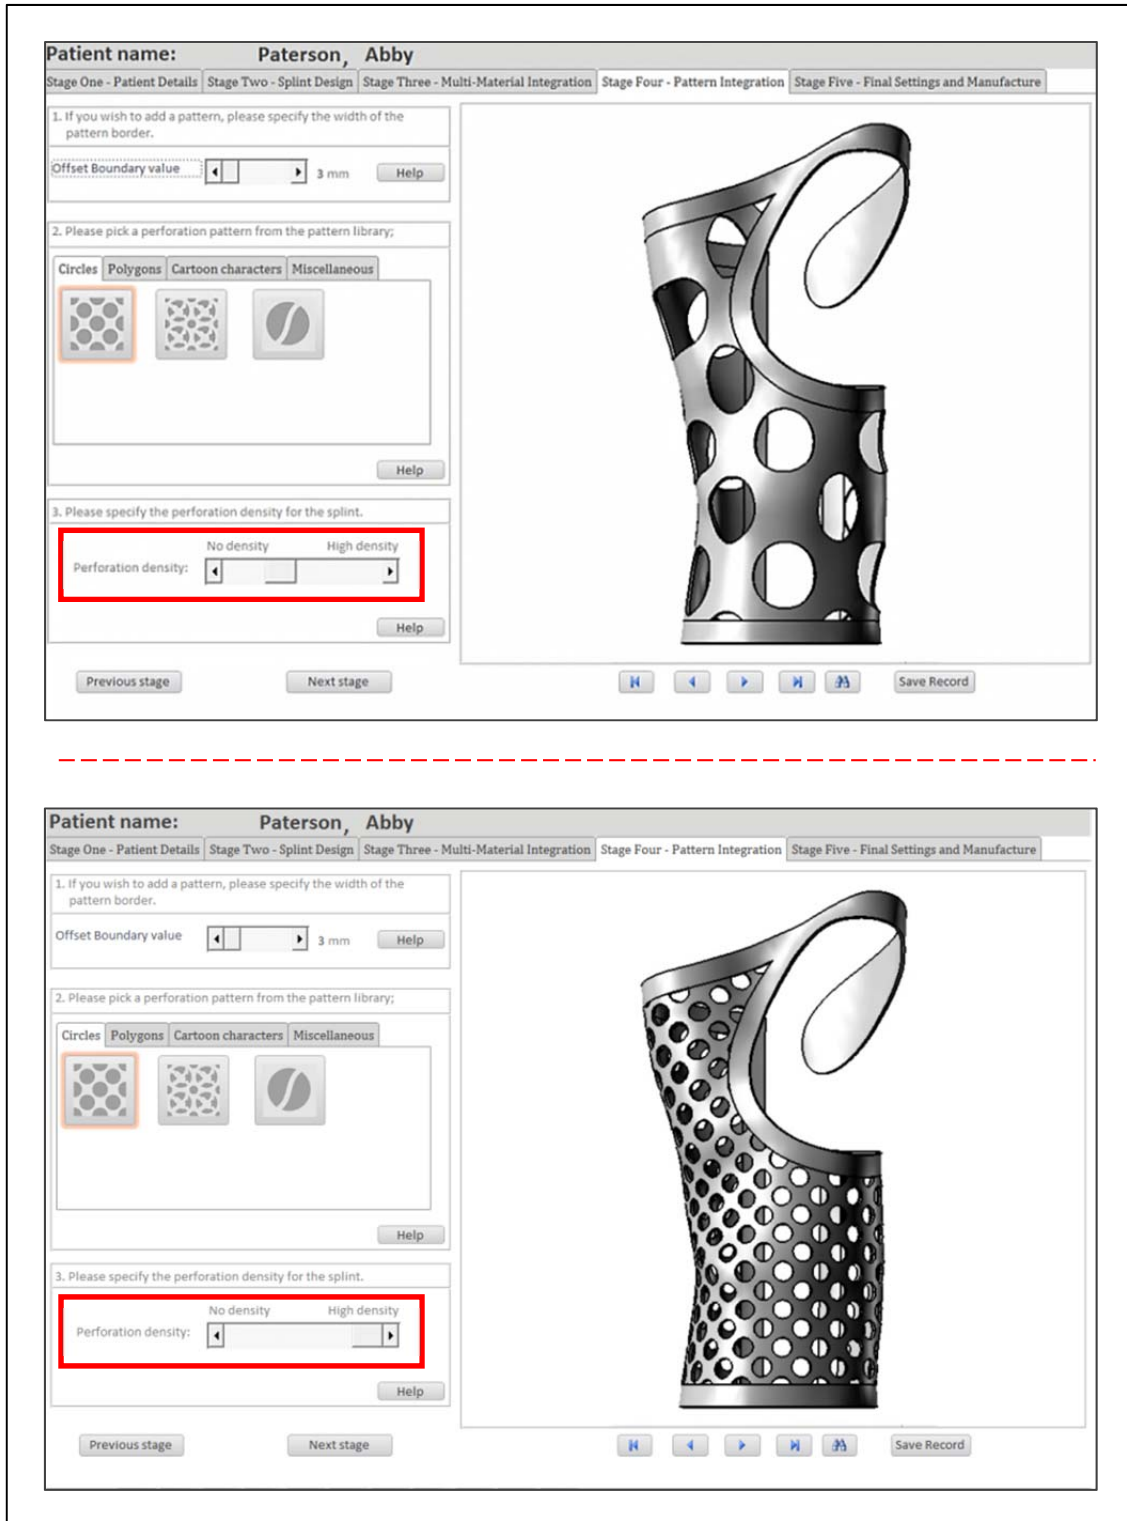 Patient name: Paterson, Abby
Stage One - Patient Details Stage Two - Splint Design Stage Three - Multi-Material Integration Stage Four - Pattern Integration Stage Five - Final Settings and Manufacture
1. If you wish to add a pattern, please specify the width of the
pattern border.
Offset Boundary value 3 mm Help
2. Please pick a perforation pattern from the pattern library;
Circles Polygons Cartoon characters Miscellaneous
Help
3. Please specify the perforation density for the splint.
No density High density
Perforation density:
Help
Previous stage Next stage Save Record
Patient name: Paterson, Abby
Stage One - Patient Details Stage Two - Splint Design Stage Three - Multi-Material Integration Stage Four - Pattern Integration Stage Five - Final Settings and Manufacture
1. If you wish to add a pattern, please specify the width of the
pattern border.
Offset Boundary value 3 mm Help
2. Please pick a perforation pattern from the pattern library;
Circles Polygons Cartoon characters Miscellaneous
Help
3. Please specify the perforation density for the splint.
No density High density
Perforation density:
Help
Previous stage Next stage Save Record